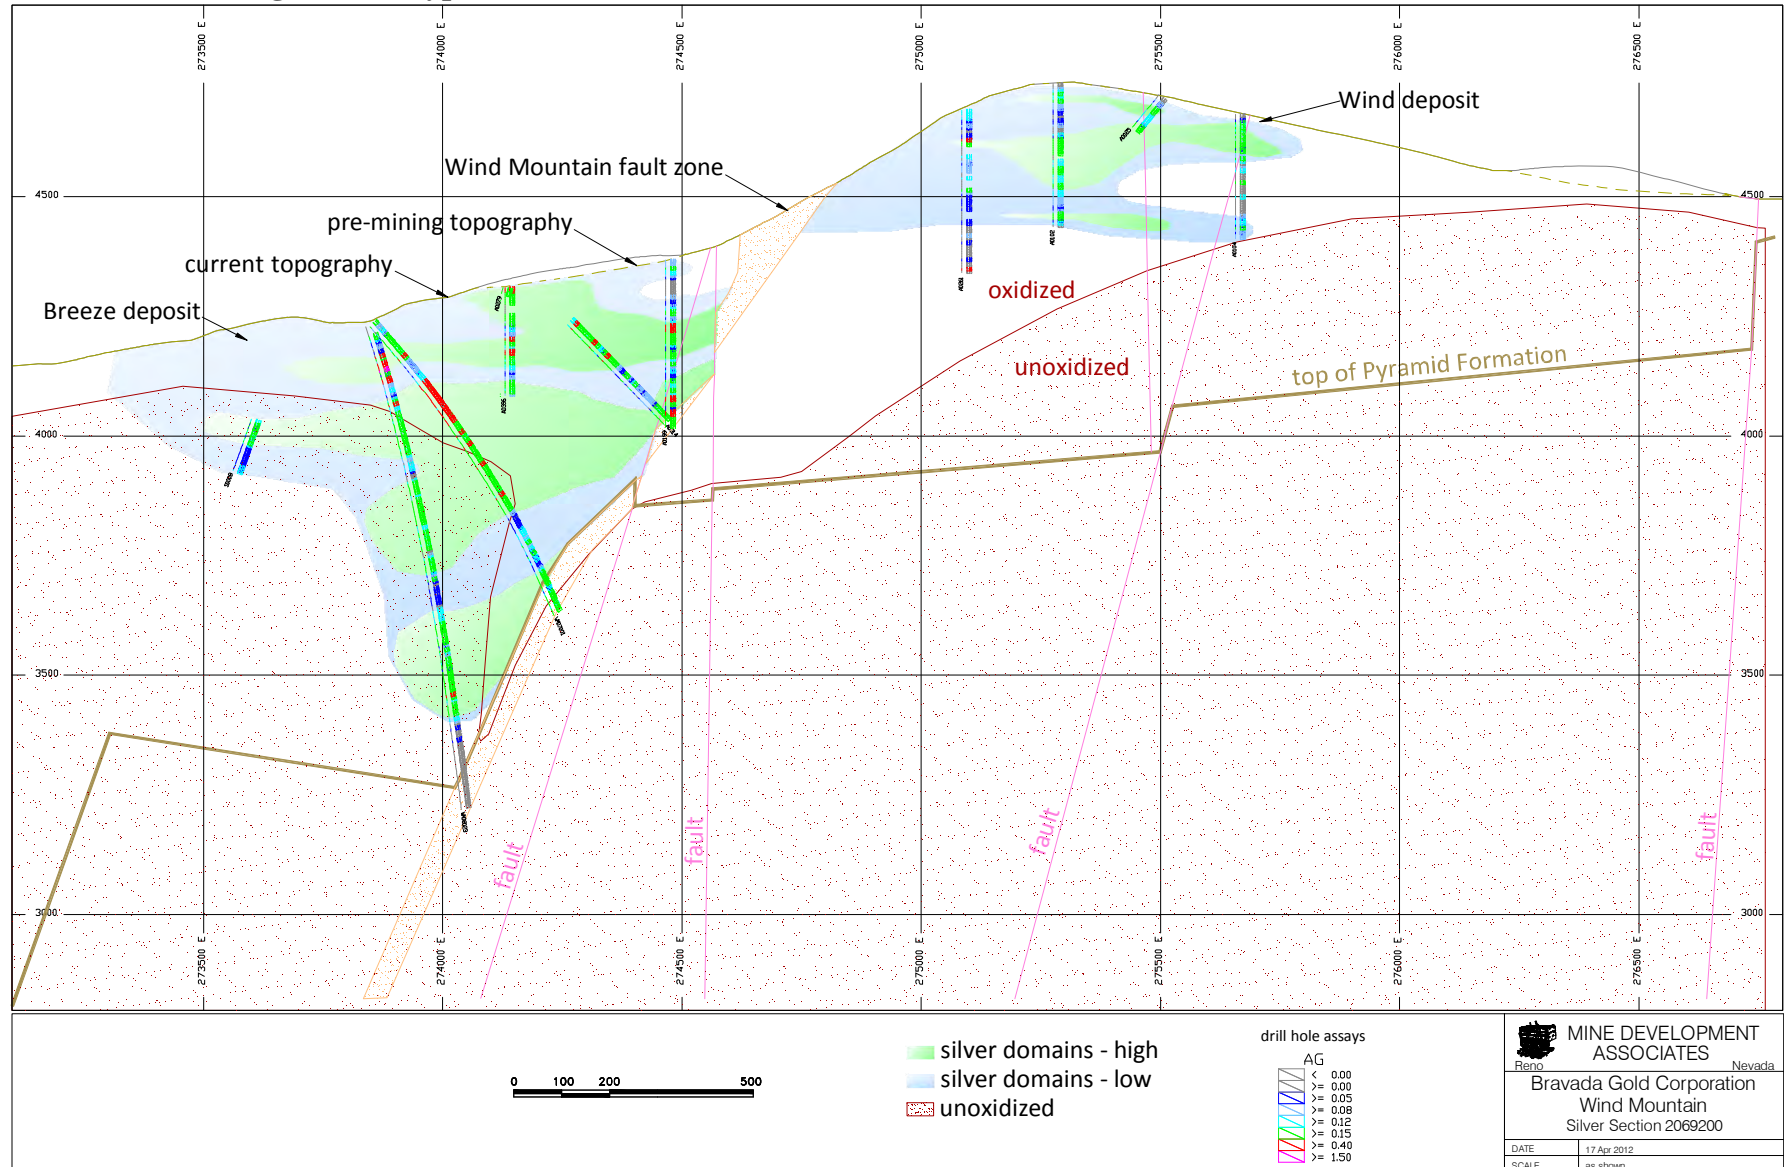 273500 E
274000 E
274500 E
275000 E
275500 E
276000 E
276500 E
Wind deposit
Wind Mountain fault zone
4500
4500
pre-mining topography
current topography
Breeze deposit
oxidized
unoxidized
top of Pyramid Formation
4000
4000
3500
3500
fault
fault
fault
fault
3000
3000
273500 E
274000 E
274500 E
275000 E
275500 E
276000 E
276500 E
0 100 200 500
silver domains - high
silver domains - low
unoxidized
drill hole assays
AG
< 0.00
>= 0.00
>= 0.05
>= 0.08
>= 0.12
>= 0.15
>= 0.40
>= 1.50
MINE DEVELOPMENT
ASSOCIATES
Reno Nevada
Bravada Gold Corporation
Wind Mountain
Silver Section 2069200
DATE 17 Apr 2012
SCALE as shown